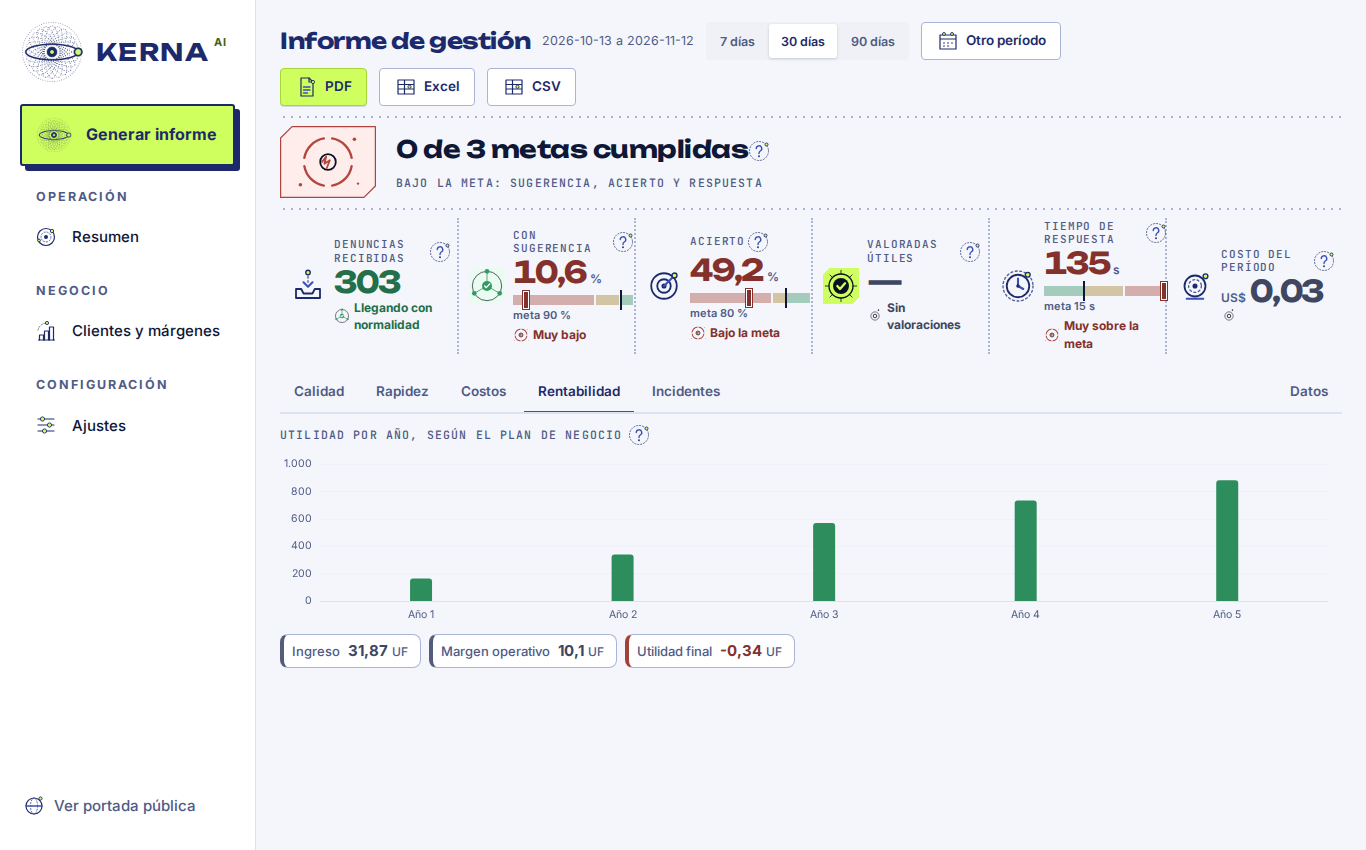 KERNA AI
Generar informe
OPERACIÓN
Resumen
NEGOCIO
Clientes y márgenes
CONFIGURACIÓN
Ajustes
Ver portada pública
Informe de gestión 2026-10-13 a 2026-11-12 7 días 30 días 90 días Otro período
PDF Excel CSV
0 de 3 metas cumplidas ?
BAJO LA META: SUGERENCIA, ACIERTO Y RESPUESTA
DENUNCIAS
RECIBIDAS ?
303
Llegando con
normalidad
CON
SUGERENCIA ?
10,6 %
meta 90 %
Muy bajo
ACIERTO ?
49,2 %
meta 80 %
Bajo la meta
VALORADAS
ÚTILES ?
—
Sin
valoraciones
TIEMPO DE
RESPUESTA ?
135 s
meta 15 s
Muy sobre la
meta
COSTO DEL
PERÍODO ?
US$ 0,03
Calidad Rapidez Costos Rentabilidad Incidentes Datos
UTILIDAD POR AÑO, SEGÚN EL PLAN DE NEGOCIO ?
1.000
800
600
400
200
0
Año 1 Año 2 Año 3 Año 4 Año 5
Ingreso 31,87 UF Margen operativo 10,1 UF Utilidad final -0,34 UF